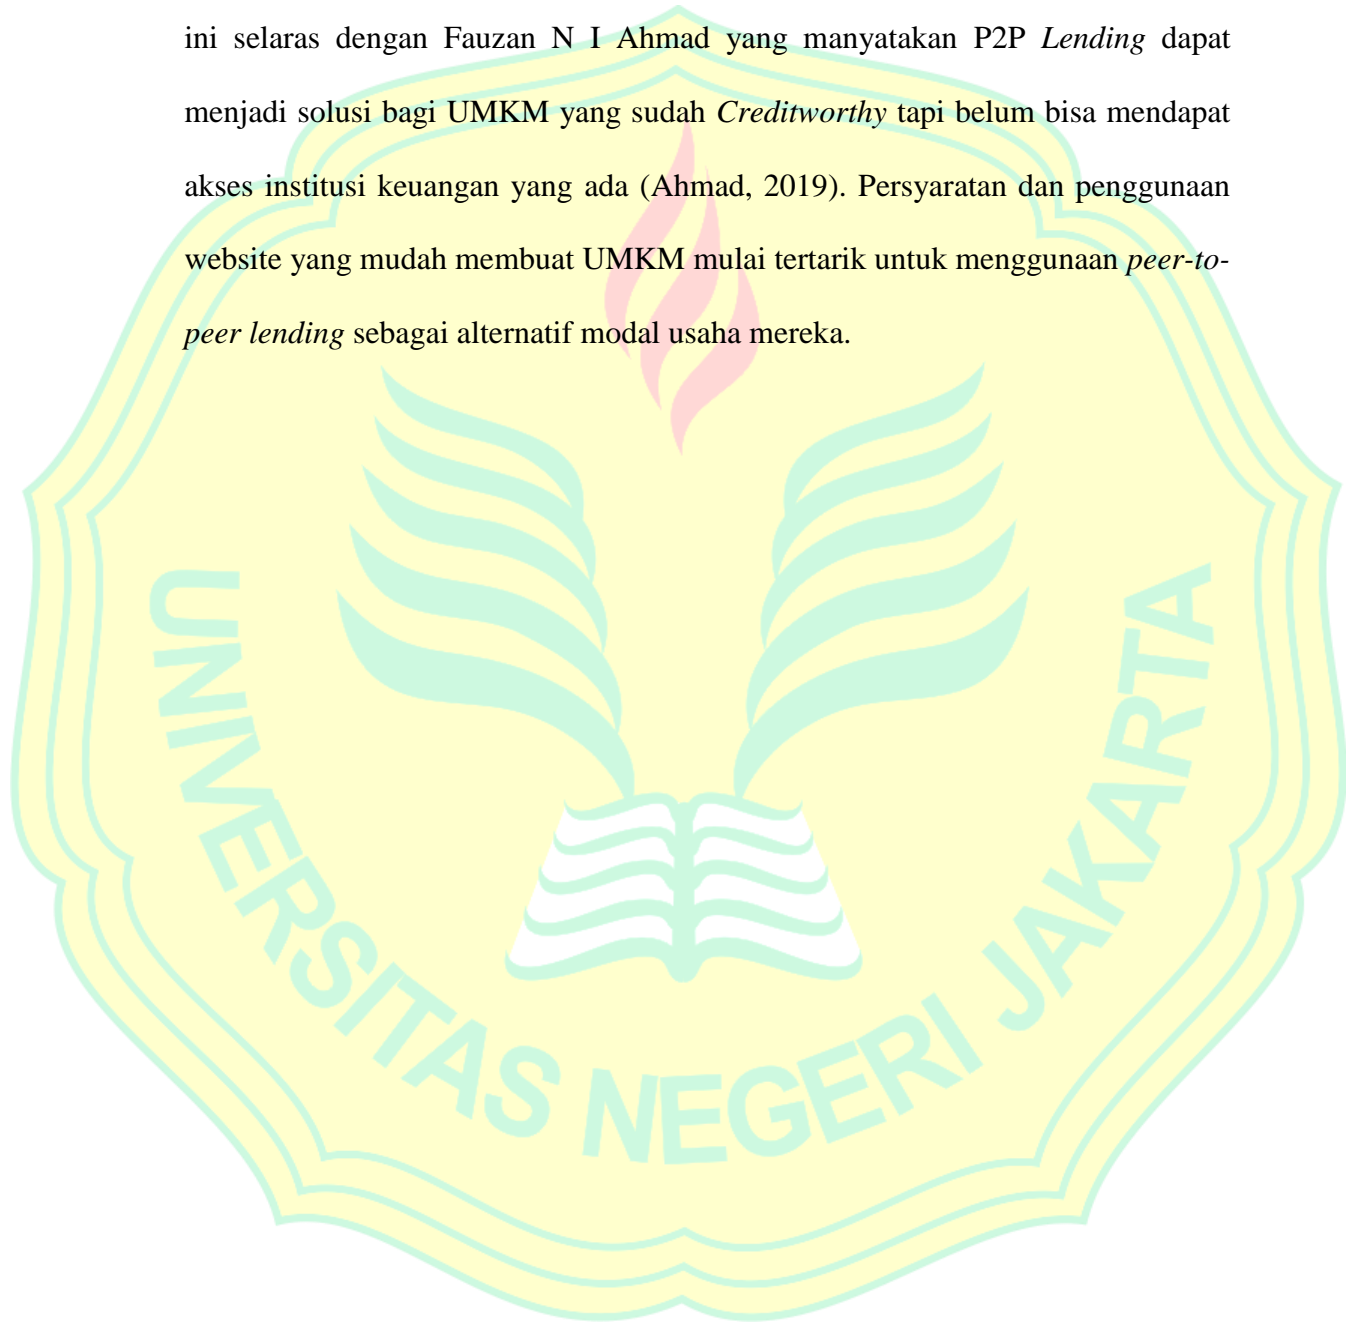 ini selaras dengan Fauzan N I Ahmad yang manyatakan P2P Lending dapat
menjadi solusi bagi UMKM yang sudah Creditworthy tapi belum bisa mendapat
akses institusi keuangan yang ada (Ahmad, 2019). Persyaratan dan penggunaan
website yang mudah membuat UMKM mulai tertarik untuk menggunaan peer-to-
peer lending sebagai alternatif modal usaha mereka.
UNIVERSITAS NEGERI JAKARTA